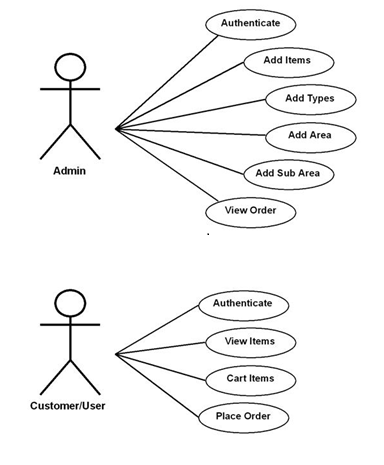 Authenticate
Add Items
Add Types
Add Area
Add Sub Area
View Order
Admin
Authenticate
View Items
Cart Items
Place Order
Customer/User